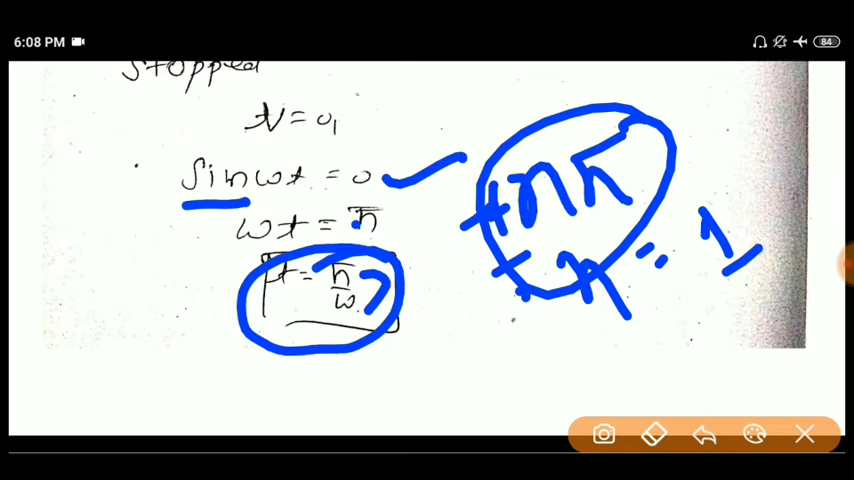 6:08 PM
84
Stopped
V = 0,
Sin ωt = 0
ωt = π
t = π/ω
+nπ
n = 1